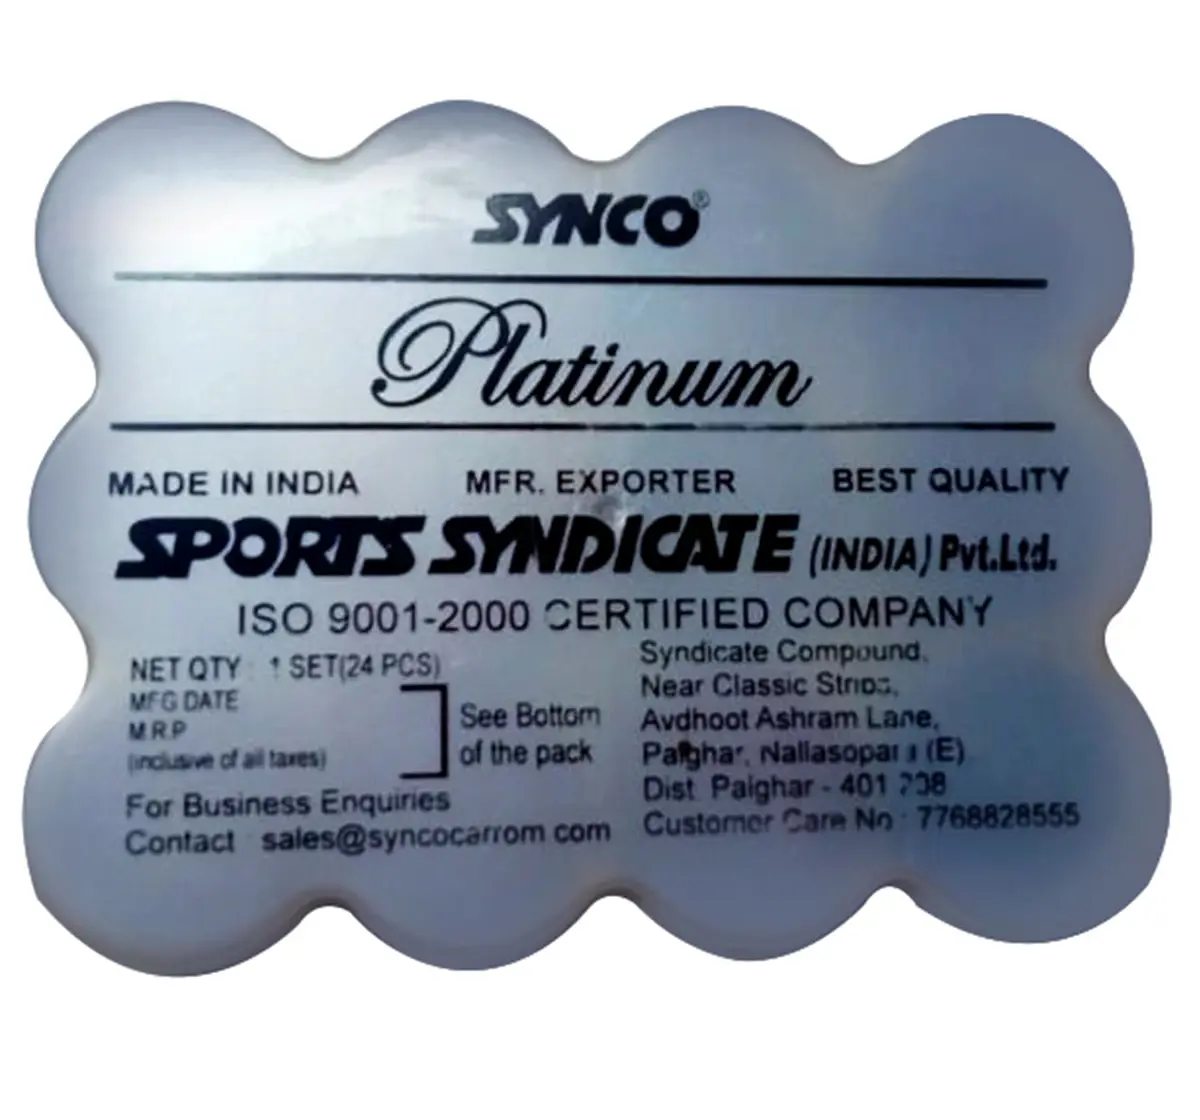 SYNCO®
Platinum
MADE IN INDIA MFR. EXPORTER BEST QUALITY
SPORTS SYNDICATE (INDIA) Pvt.Ltd.
ISO 9001-2000 CERTIFIED COMPANY
NET QTY : 1 SET(24 PCS)
MFG DATE
M.R.P
(inclusive of all taxes)
See Bottom
of the pack
For Business Enquiries
Contact sales@syncocarrom.com
Syndicate Compound,
Near Classic Strips,
Avdhoot Ashram Lane,
Palghar, Nallasopara (E)
Dist Palghar - 401
Customer Care No : 7768828555